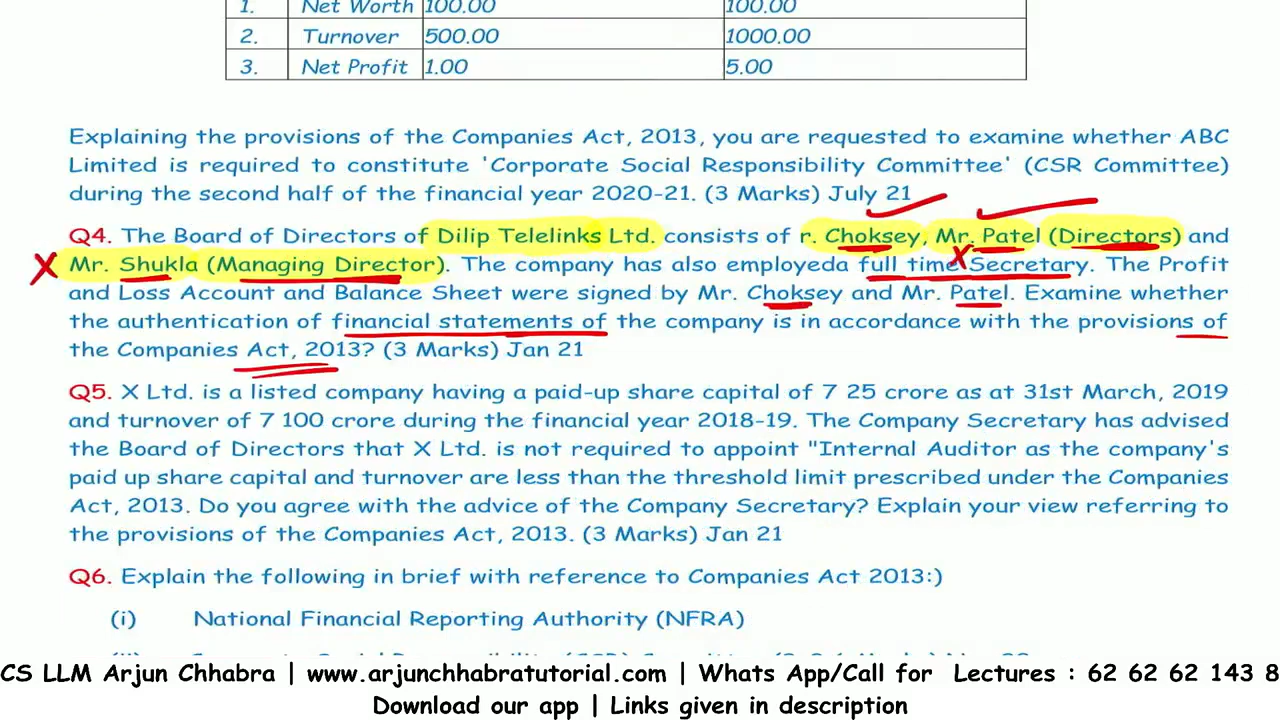 1. Net Worth 100.00 100.00
2. Turnover 500.00 1000.00
3. Net Profit 1.00 5.00
Explaining the provisions of the Companies Act, 2013, you are requested to examine whether ABC
Limited is required to constitute 'Corporate Social Responsibility Committee' (CSR Committee)
during the second half of the financial year 2020-21. (3 Marks) July 21
Q4. The Board of Directors of Dilip Telelinks Ltd. consists of r. Choksey, Mr. Patel (Directors) and
Mr. Shukla (Managing Director). The company has also employeda full time Secretary. The Profit
and Loss Account and Balance Sheet were signed by Mr. Choksey and Mr. Patel. Examine whether
the authentication of financial statements of the company is in accordance with the provisions of
the Companies Act, 2013? (3 Marks) Jan 21
Q5. X Ltd. is a listed company having a paid-up share capital of 7 25 crore as at 31st March, 2019
and turnover of 7 100 crore during the financial year 2018-19. The Company Secretary has advised
the Board of Directors that X Ltd. is not required to appoint "Internal Auditor as the company's
paid up share capital and turnover are less than the threshold limit prescribed under the Companies
Act, 2013. Do you agree with the advice of the Company Secretary? Explain your view referring to
the provisions of the Companies Act, 2013. (3 Marks) Jan 21
Q6. Explain the following in brief with reference to Companies Act 2013:)
(i) National Financial Reporting Authority (NFRA)
CS LLM Arjun Chhabra | www.arjunchhabratutorial.com | Whats App/Call for Lectures : 62 62 62 143 8
Download our app | Links given in description